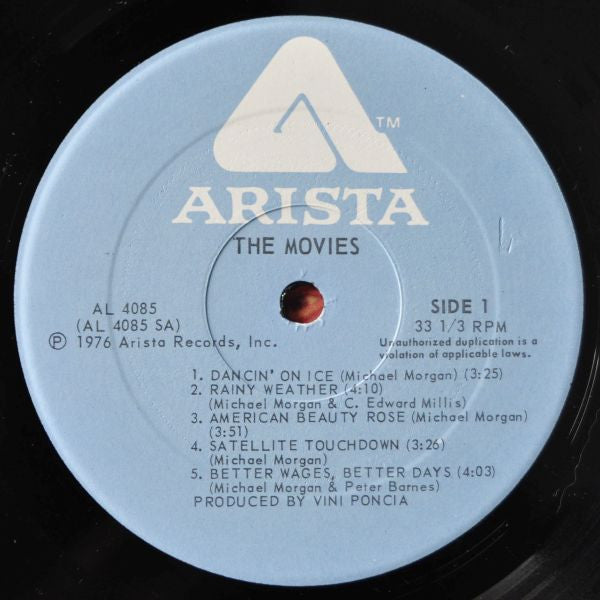 TM
ARISTA
THE MOVIES
AL 4085
(AL 4085 SA)
Ⓟ 1976 Arista Records, Inc.
SIDE 1
33 1/3 RPM
Unauthorized duplication is a
violation of applicable laws.
1. DANCIN' ON ICE (Michael Morgan) (3:25)
2. RAINY WEATHER (4:10)
(Michael Morgan & C. Edward Millis)
3. AMERICAN BEAUTY ROSE (Michael Morgan)
(3:51)
4. SATELLITE TOUCHDOWN (3:26)
(Michael Morgan)
5. BETTER WAGES, BETTER DAYS (4:03)
(Michael Morgan & Peter Barnes)
PRODUCED BY VINI PONCIA